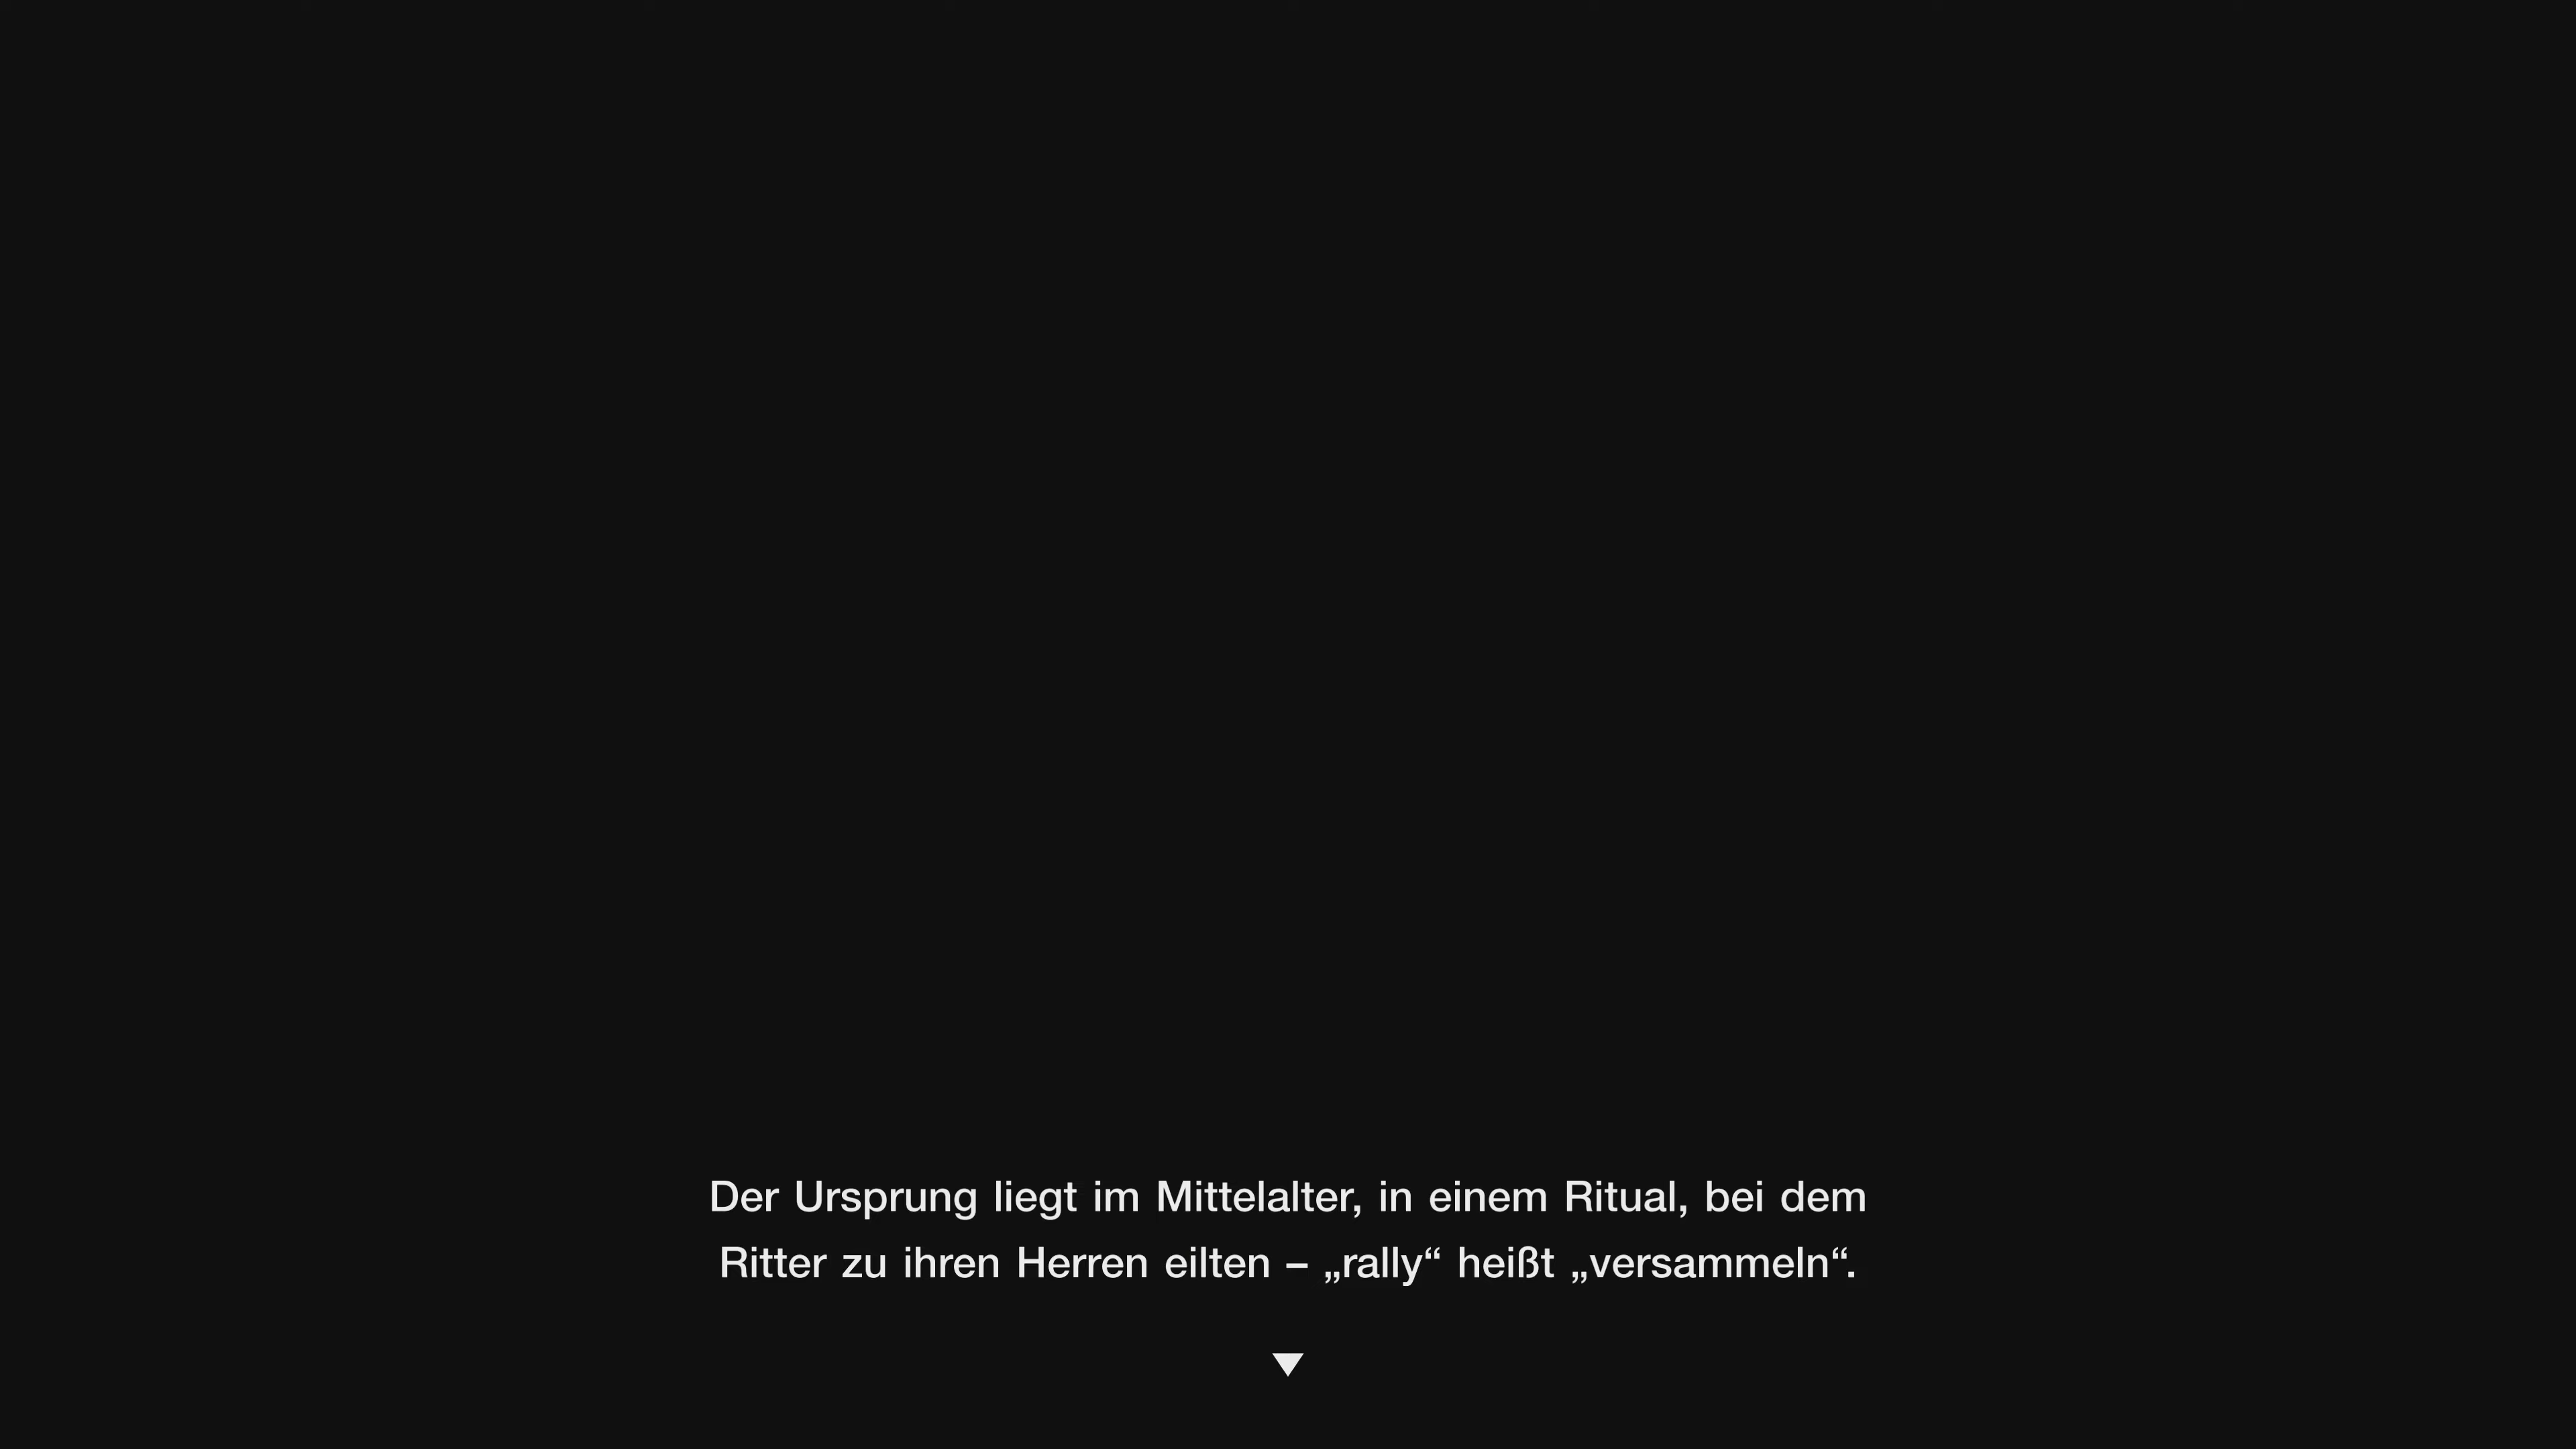 Der Ursprung liegt im Mittelalter, in einem Ritual, bei dem
Ritter zu ihren Herren eilten – „rally“ heißt „versammeln“.